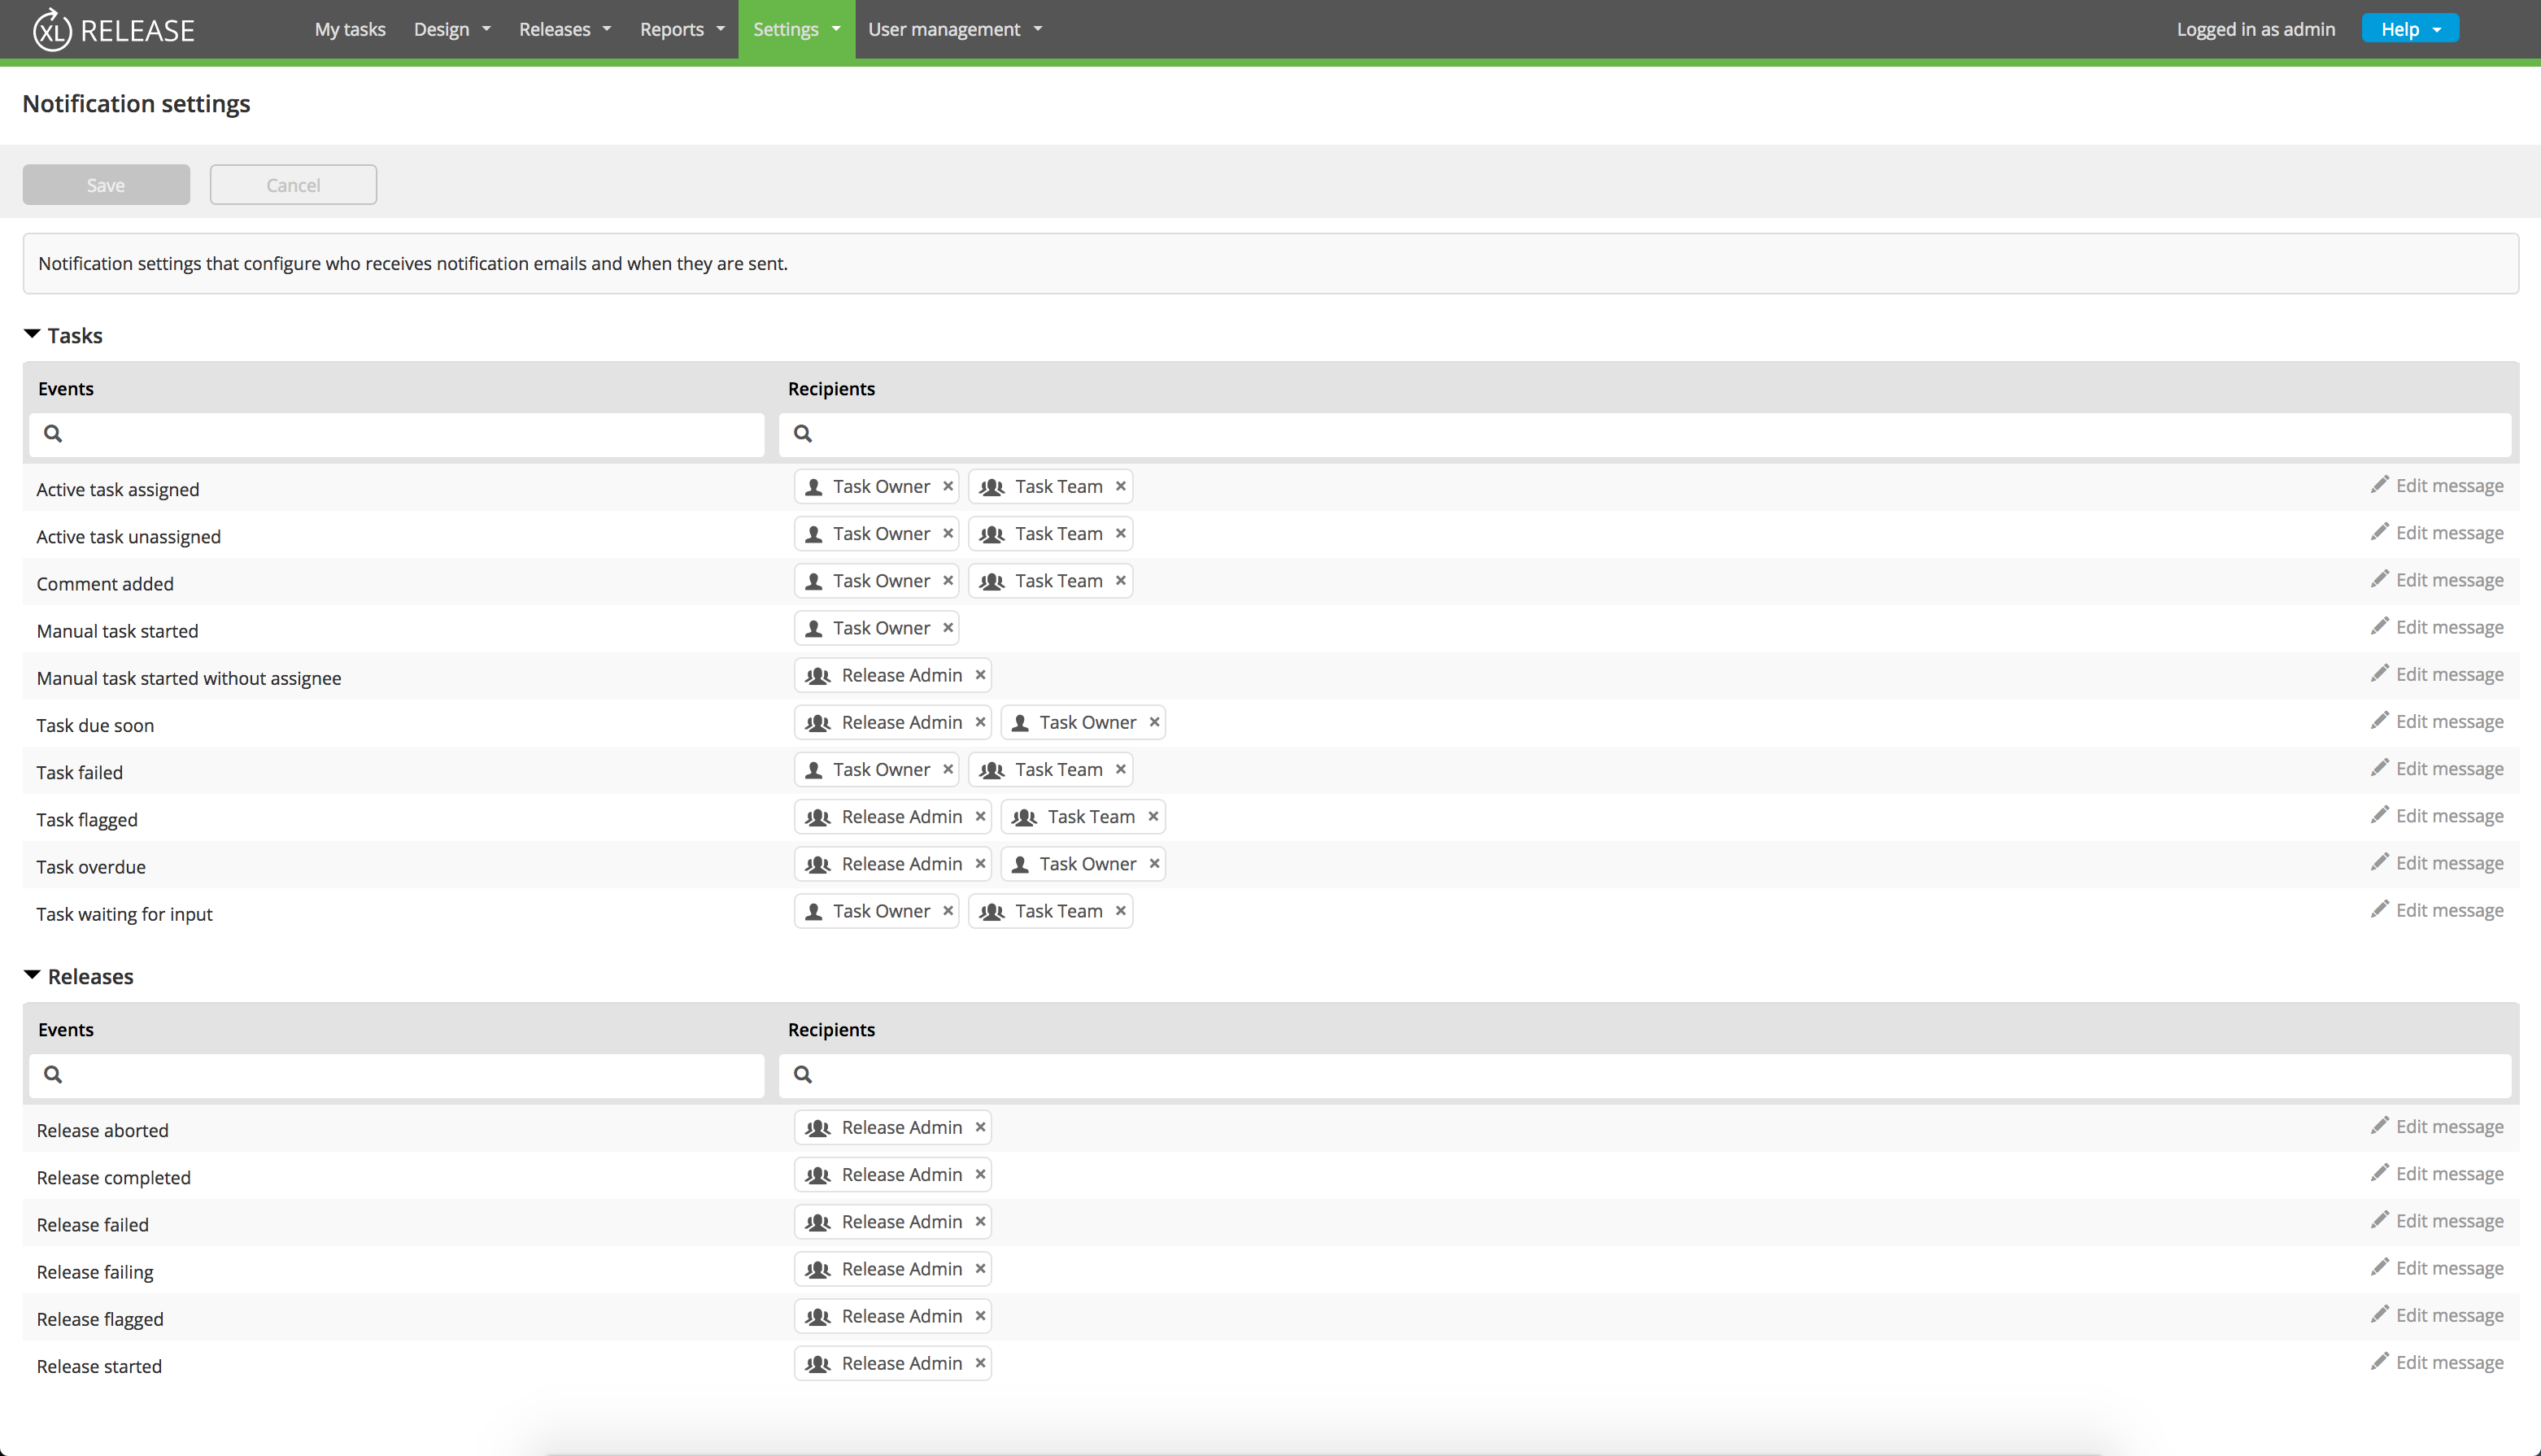 XL RELEASE My tasks Design Releases Reports Settings User management Logged in as admin Help
Notification settings
Save Cancel
Notification settings that configure who receives notification emails and when they are sent.
Tasks
Events Recipients
Active task assigned Task Owner × Task Team × Edit message
Active task unassigned Task Owner × Task Team × Edit message
Comment added Task Owner × Task Team × Edit message
Manual task started Task Owner × Edit message
Manual task started without assignee Release Admin × Edit message
Task due soon Release Admin × Task Owner × Edit message
Task failed Task Owner × Task Team × Edit message
Task flagged Release Admin × Task Team × Edit message
Task overdue Release Admin × Task Owner × Edit message
Task waiting for input Task Owner × Task Team × Edit message
Releases
Events Recipients
Release aborted Release Admin × Edit message
Release completed Release Admin × Edit message
Release failed Release Admin × Edit message
Release failing Release Admin × Edit message
Release flagged Release Admin × Edit message
Release started Release Admin × Edit message